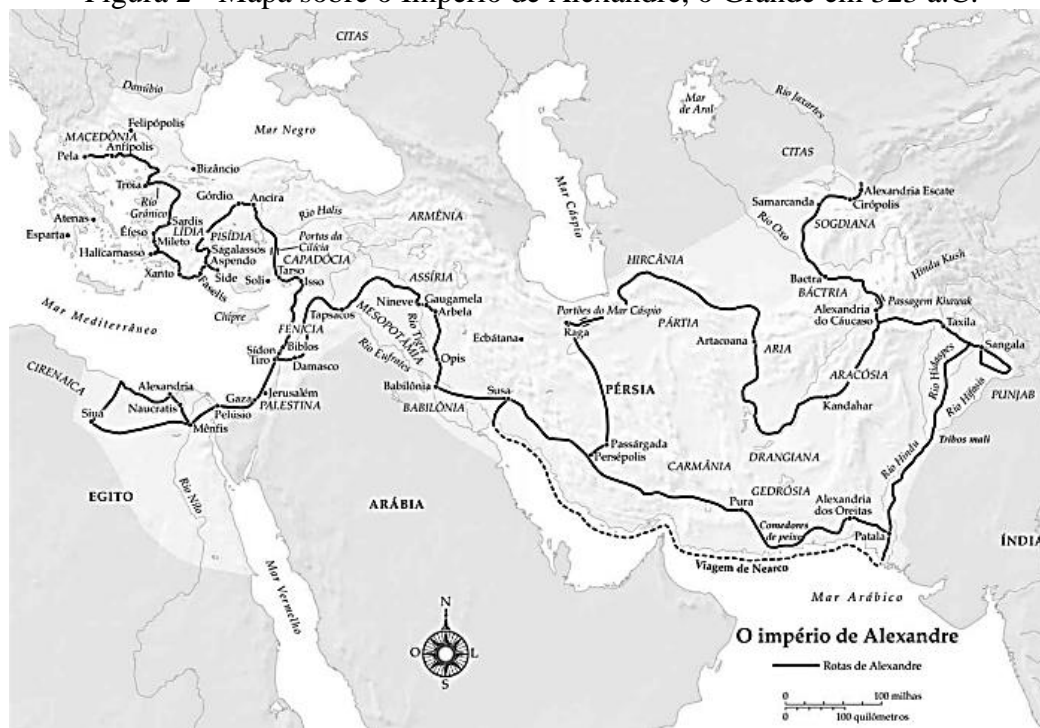 Figura 2 - Mapa sobre o Império de Alexandre, o Grande em 323 a.C.
CITAS
Danúbio
Mar Negro
Mar
de Aral
Rio Jaxartes
CITAS
Felipópolis
MACEDÔNIA
Anfípolis
Pela
Bizâncio
Tróia
Rio
Grânico
Górdio
Ancira
Rio Halis
ARMÊNIA
Mar Cáspio
Alexandria Escate
Cirópolis
Samarcanda
SOGDIANA
Rio Oxo
Atenas
Esparta
Sardis
LÍDIA
Éfeso
Mileto
PISÍDIA
Halicarnasso
Sagalassos
Aspendo
Xanto
Side
Faselis
Portas da
Cilícia
CAPADÓCIA
Soli
Tarso
Isso
ASSÍRIA
HIRCÂNIA
Bactra
BÁCTRIA
Hindu Kush
Passagem Khawak
Nineve
Gaugamela
Arbela
Portões do Mar Cáspio
Raga
PÁRTIA
Alexandria
do Cáucaso
Taxila
Mar Mediterrâneo
Chipre
Tapsacos
MESOPOTÂMIA
Rio Tigre
Rio Eufrates
Ecbátana
Artacoana
ARIA
Sangala
FENÍCIA
Biblos
Sídon
Tiro
Damasco
Opis
ARACÓSIA
Rio Hidaspes
Rio Hifasia
PUNJAB
CIRENAICA
Alexandria
Naucratis
Siua
Gaza
Pelúsio
Mênfis
Jerusalém
PALESTINA
Babilônia
BABILÔNIA
Susa
PÉRSIA
Kandahar
Passárgada
Persépolis
DRANGIANA
Tribos mali
Rio Hindu
CARMÂNIA
GEDRÓSIA
Pura
Alexandria
dos Oreitas
Comedores
de peixe
Patala
EGITO
Rio Nilo
ARÁBIA
ÍNDIA
Viagem de Nearco
Mar Vermelho
Mar Arábico
N
O
L
S
O império de Alexandre
Rotas de Alexandre
0 100 milhas
0 100 quilômetros